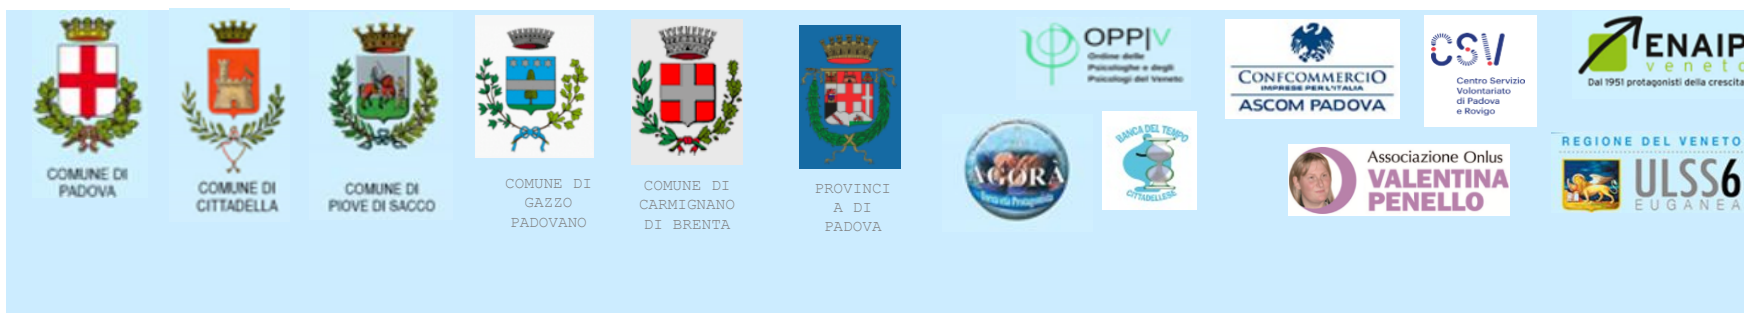 COMUNE DI
PADOVA
COMUNE DI
CITTADELLA
COMUNE DI
PIOVE DI SACCO
COMUNE DI
GAZZO
PADOVANO
COMUNE DI
CARMIGNANO
DI BRENTA
PROVINCI
A DI
PADOVA
OPP|V
Ordine delle
Psicologhe e degli
Psicologi del Veneto
AGORÀ
BANCA DEL TEMPO
CITTADELLESE
CONFCOMMERCIO
IMPRESE PER L'ITALIA
ASCOM PADOVA
CSV
Centro Servizio
Volontariato
di Padova
e Rovigo
ENAIP
veneto
Dal 1951 protagonisti della crescita
Associazione Onlus
VALENTINA
PENELLO
REGIONE DEL VENETO
ULSS6
EUGANEA